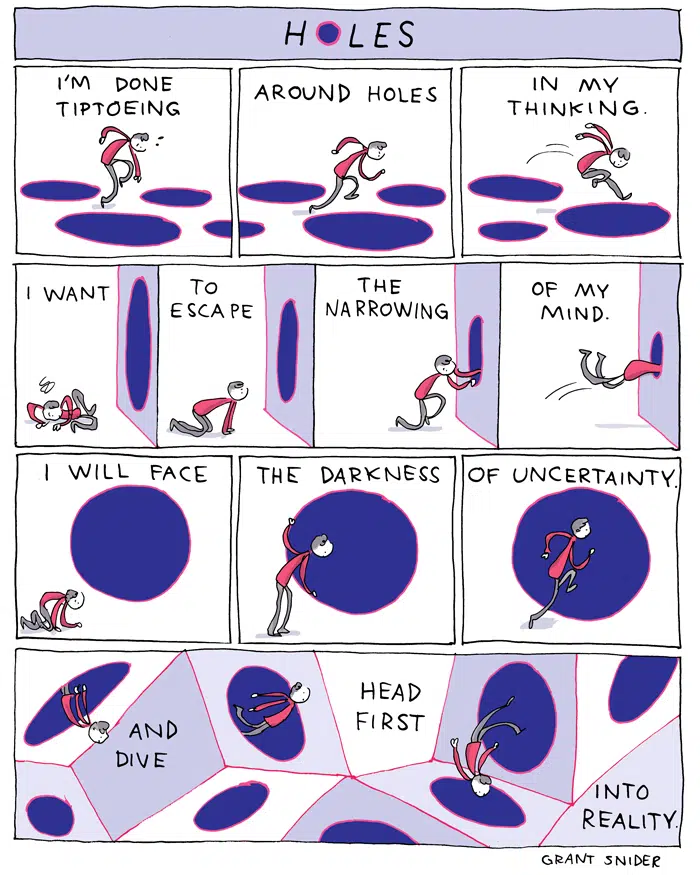 HOLES
I'M DONE
TIPTOEING
AROUND HOLES
IN MY
THINKING.
I WANT
TO
ESCAPE
THE
NARROWING
OF MY
MIND.
I WILL FACE
THE DARKNESS
OF UNCERTAINTY.
AND
DIVE
HEAD
FIRST
INTO
REALITY.
GRANT SNIDER